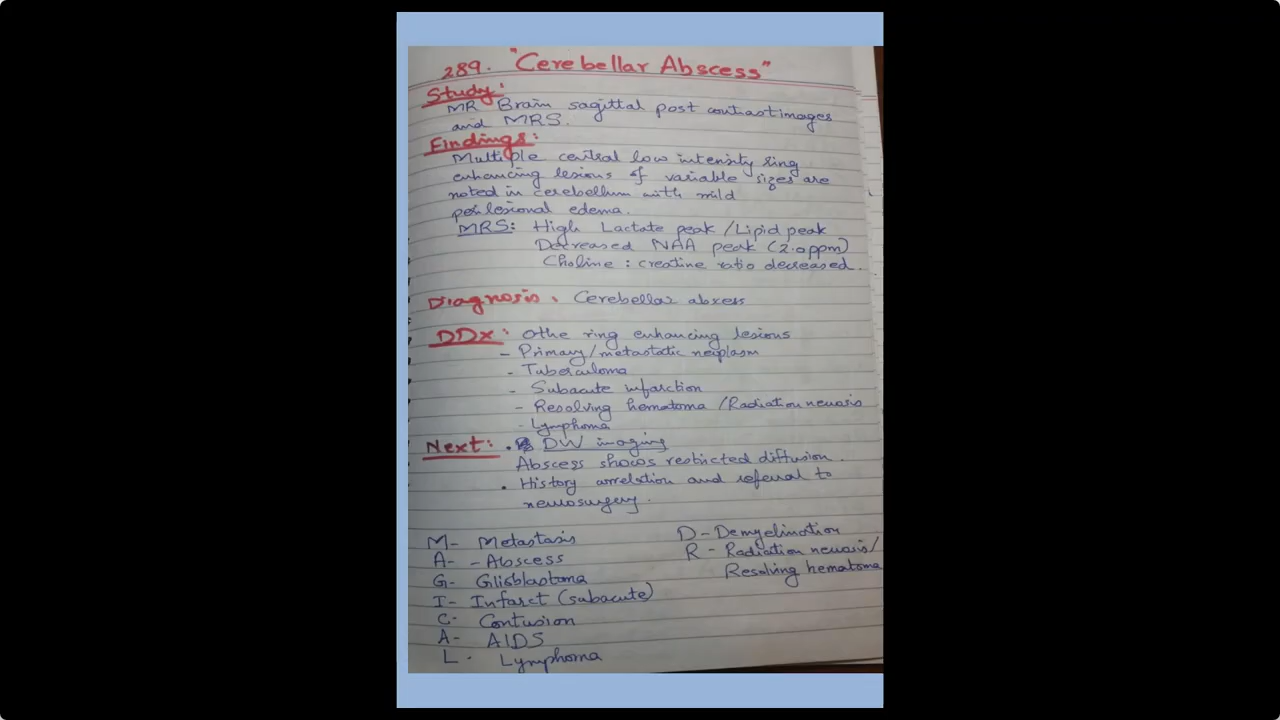 289. "Cerebellar Abscess"
Study:
MR Brain sagittal post contrast images
and MRS.
Findings:
Multiple central low intensity ring
enhancing lesions of variable sizes are
noted in cerebellum with mild
perilesional edema.
MRS: High Lactate peak / Lipid peak
Decreased NAA peak (2.0ppm)
Choline : creatine ratio decreased.
Diagnosis: Cerebellar abscess
DDx: Othe ring enhancing lesions
- Primary/metastatic neoplasm
- Tuberculoma
- Subacute infarction
- Resolving hematoma / Radiation necrosis
- Lymphoma
Next: • DW imaging
Abscess shows restricted diffusion.
• History correlation and referral to
neurosurgery.
M- Metastasis
A- - Abscess
G- Glioblastoma
I- Infarct (subacute)
C- Contusion
A- AIDS
L- Lymphoma
D- Demyelination
R- Radiation necrosis/
Resolving hematoma